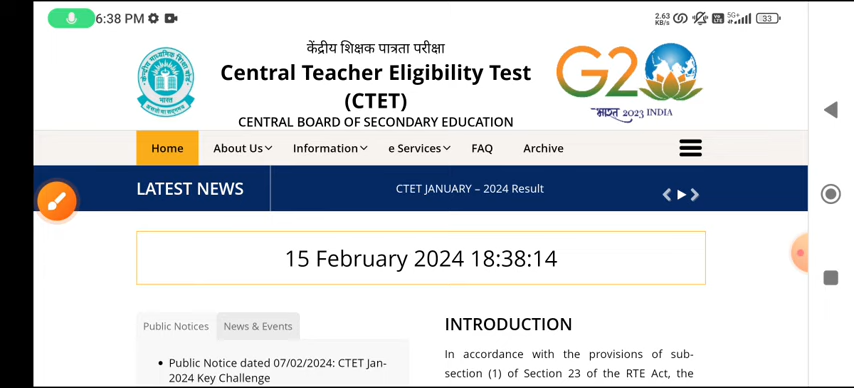 6:38 PM
2.63 KB/s
5G+
33
केंद्रीय शिक्षक पात्रता परीक्षा
Central Teacher Eligibility Test
(CTET)
CENTRAL BOARD OF SECONDARY EDUCATION
भारत
G20
भारत 2023 INDIA
Home About Us Information e Services FAQ Archive
LATEST NEWS
CTET JANUARY – 2024 Result
15 February 2024 18:38:14
Public Notices News & Events
INTRODUCTION
• Public Notice dated 07/02/2024: CTET Jan-
2024 Key Challenge
In accordance with the provisions of sub-
section (1) of Section 23 of the RTE Act, the